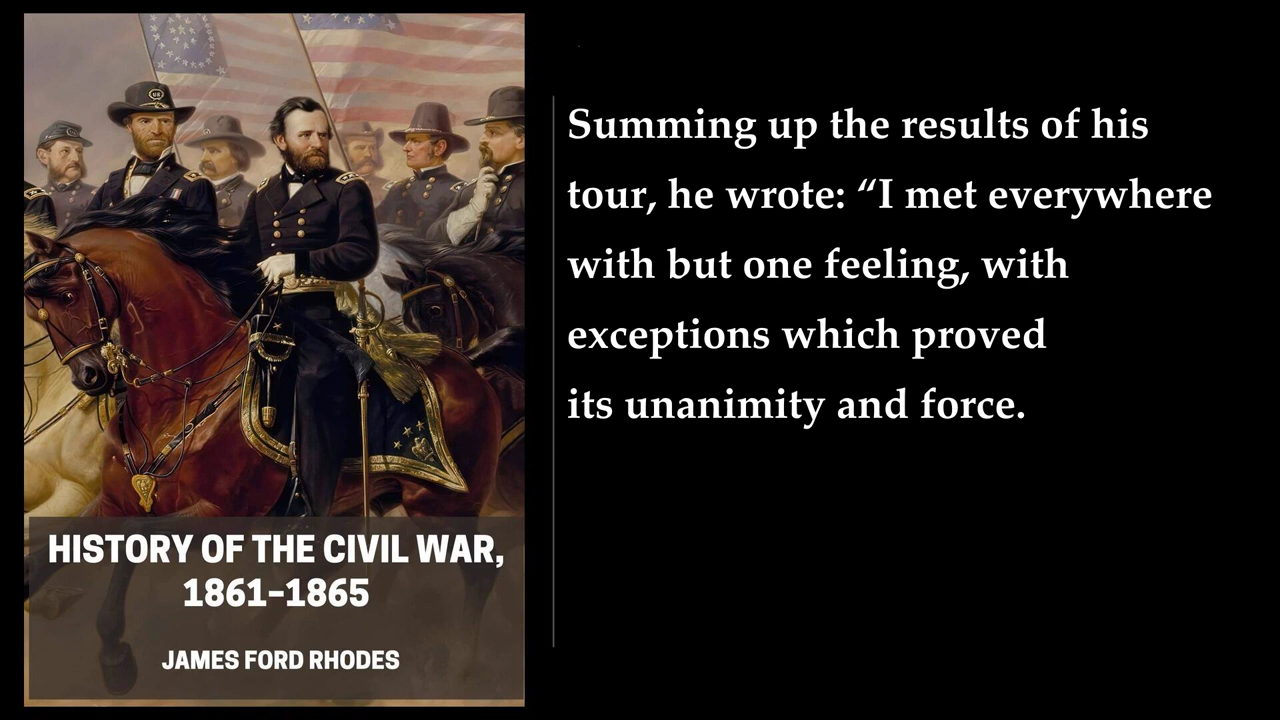 HISTORY OF THE CIVIL WAR,
1861–1865
JAMES FORD RHODES
Summing up the results of his
tour, he wrote: “I met everywhere
with but one feeling, with
exceptions which proved
its unanimity and force.